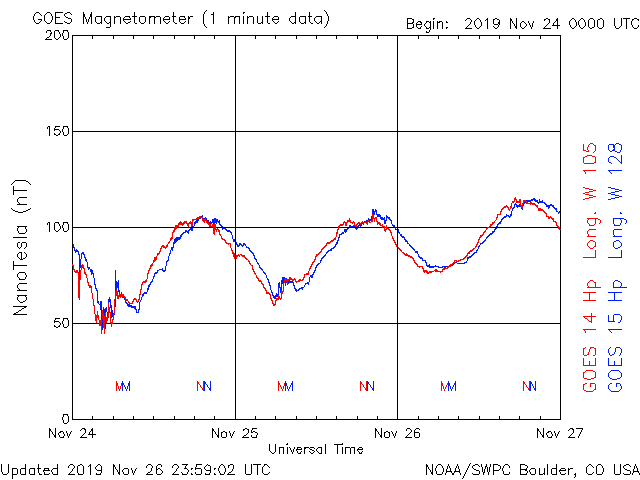 GOES Magnetometer (1 minute data)
Begin: 2019 Nov 24 0000 UTC
200
150
100
50
0
NanoTesla (nT)
M M N N M M N N M M N N
Nov 24 Nov 25 Nov 26 Nov 27
Universal Time
GOES 14 Hp Long. W 105
GOES 15 Hp Long. W 128
Updated 2019 Nov 26 23:59:02 UTC
NOAA/SWPC Boulder, CO USA